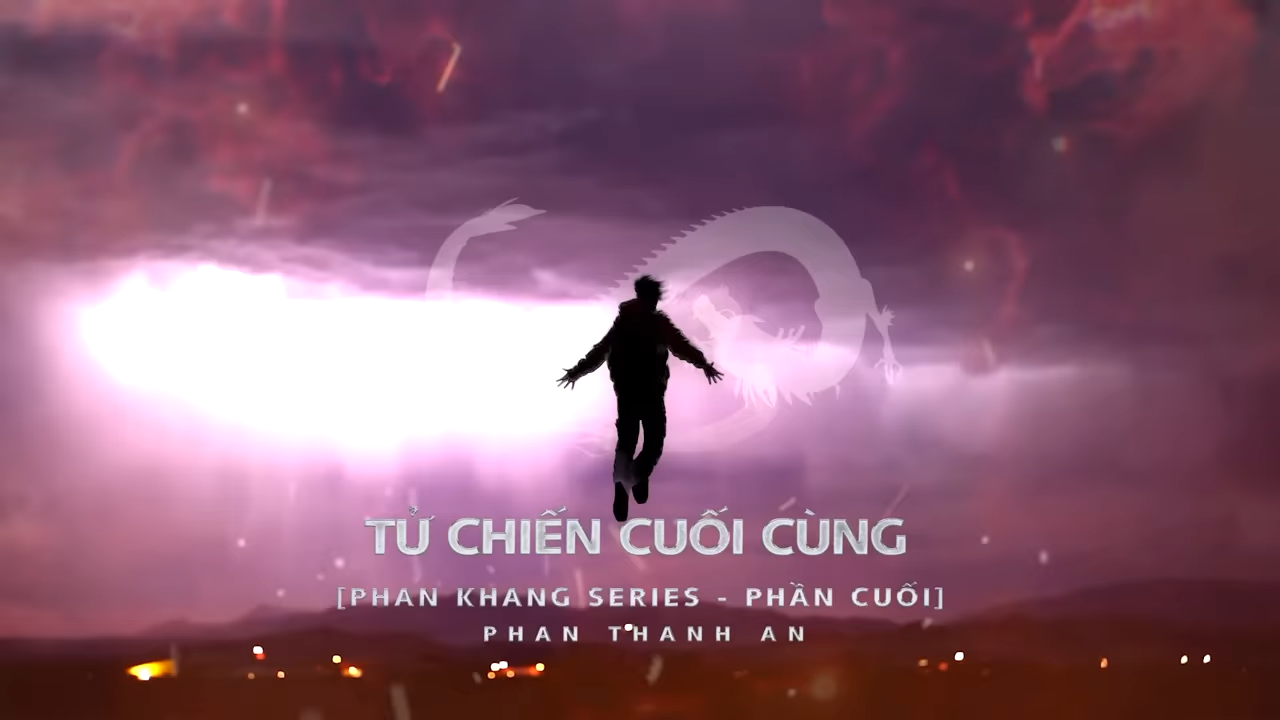 TỬ CHIẾN CUỐI CÙNG
[PHAN KHANG SERIES - PHẦN CUỐI]
PHAN THANH AN